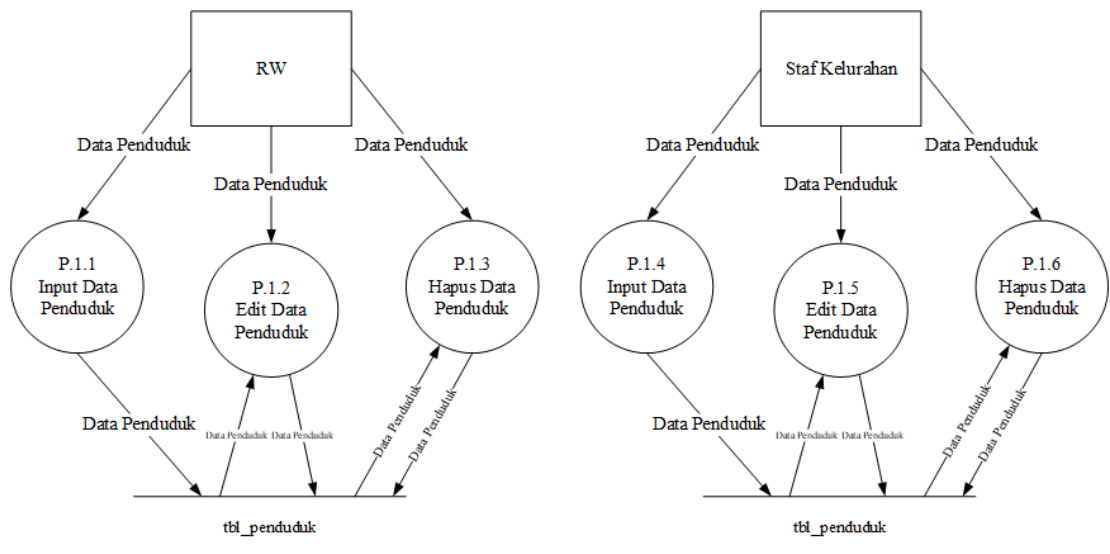 RW
Data Penduduk
Data Penduduk
Data Penduduk
P.1.1
Input Data
Penduduk
P.1.2
Edit Data
Penduduk
P.1.3
Hapus Data
Penduduk
Data Penduduk
Data Penduduk
Data Penduduk
Data Penduduk
Data Penduduk
tbl_penduduk
Staf Kelurahan
Data Penduduk
Data Penduduk
Data Penduduk
P.1.4
Input Data
Penduduk
P.1.5
Edit Data
Penduduk
P.1.6
Hapus Data
Penduduk
Data Penduduk
Data Penduduk
Data Penduduk
Data Penduduk
Data Penduduk
tbl_penduduk